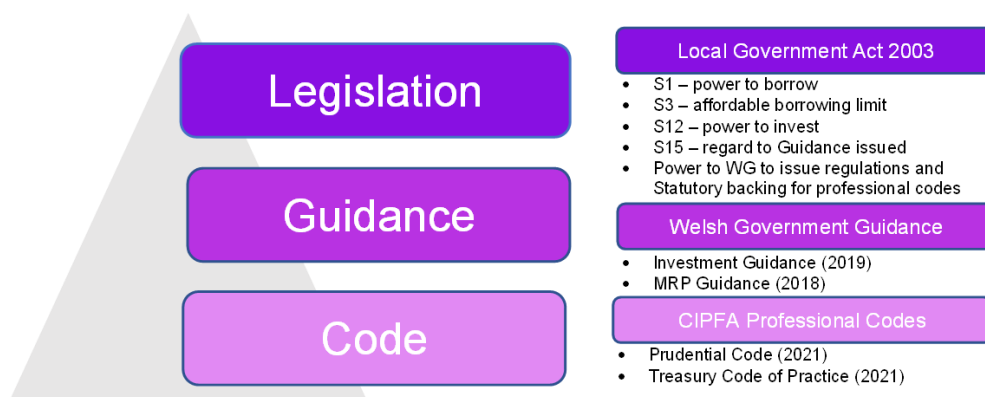 Legislation
Local Government Act 2003
• S1 – power to borrow
• S3 – affordable borrowing limit
• S12 – power to invest
• S15 – regard to Guidance issued
• Power to WG to issue regulations and
Statutory backing for professional codes
Guidance
Welsh Government Guidance
• Investment Guidance (2019)
• MRP Guidance (2018)
Code
CIPFA Professional Codes
• Prudential Code (2021)
• Treasury Code of Practice (2021)